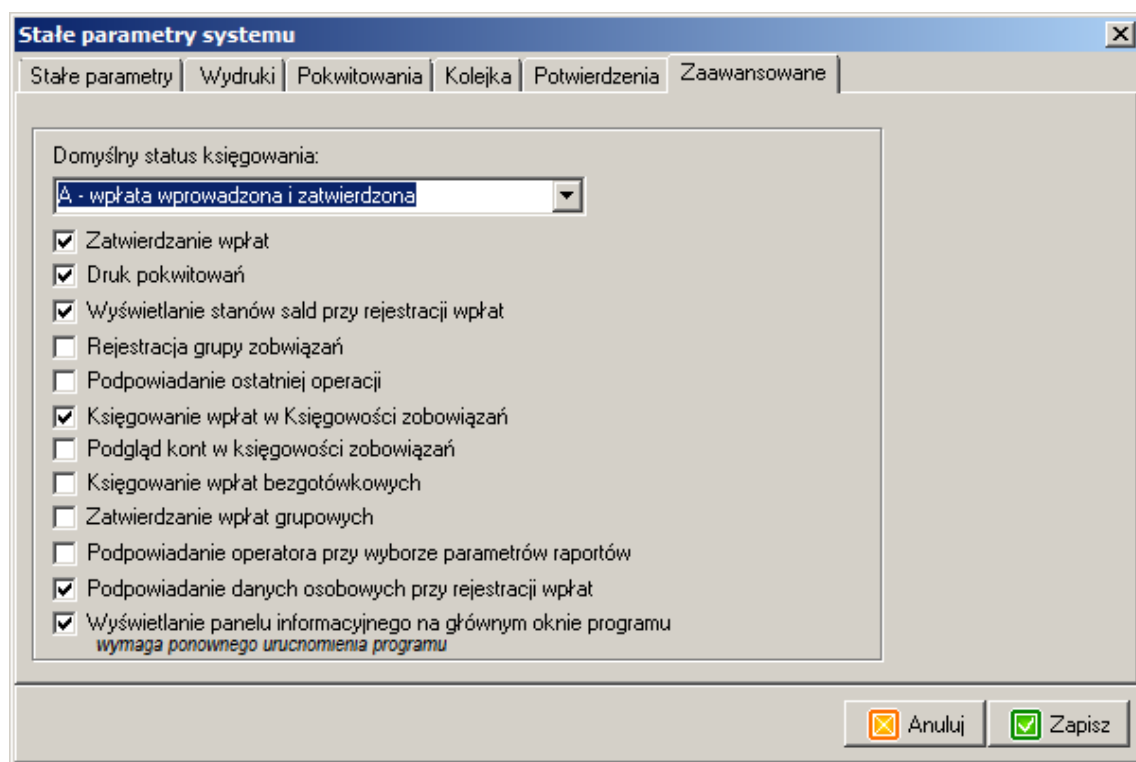 Stałe parametry systemu
Stałe parametry Wydruki Pokwitowania Kolejka Potwierdzenia Zaawansowane
Domyślny status księgowania:
A - wpłata wprowadzona i zatwierdzona
Zatwierdzanie wpłat
Druk pokwitowań
Wyświetlanie stanów sald przy rejestracji wpłat
Rejestracja grupy zobwiązań
Podpowiadanie ostatniej operacji
Księgowanie wpłat w Księgowości zobowiązań
Podgląd kont w księgowości zobowiązań
Księgowanie wpłat bezgotówkowych
Zatwierdzanie wpłat grupowych
Podpowiadanie operatora przy wyborze parametrów raportów
Podpowiadanie danych osobowych przy rejestracji wpłat
Wyświetlanie panelu informacyjnego na głównym oknie programu
wymaga ponownego uruchomienia programu
Anuluj Zapisz